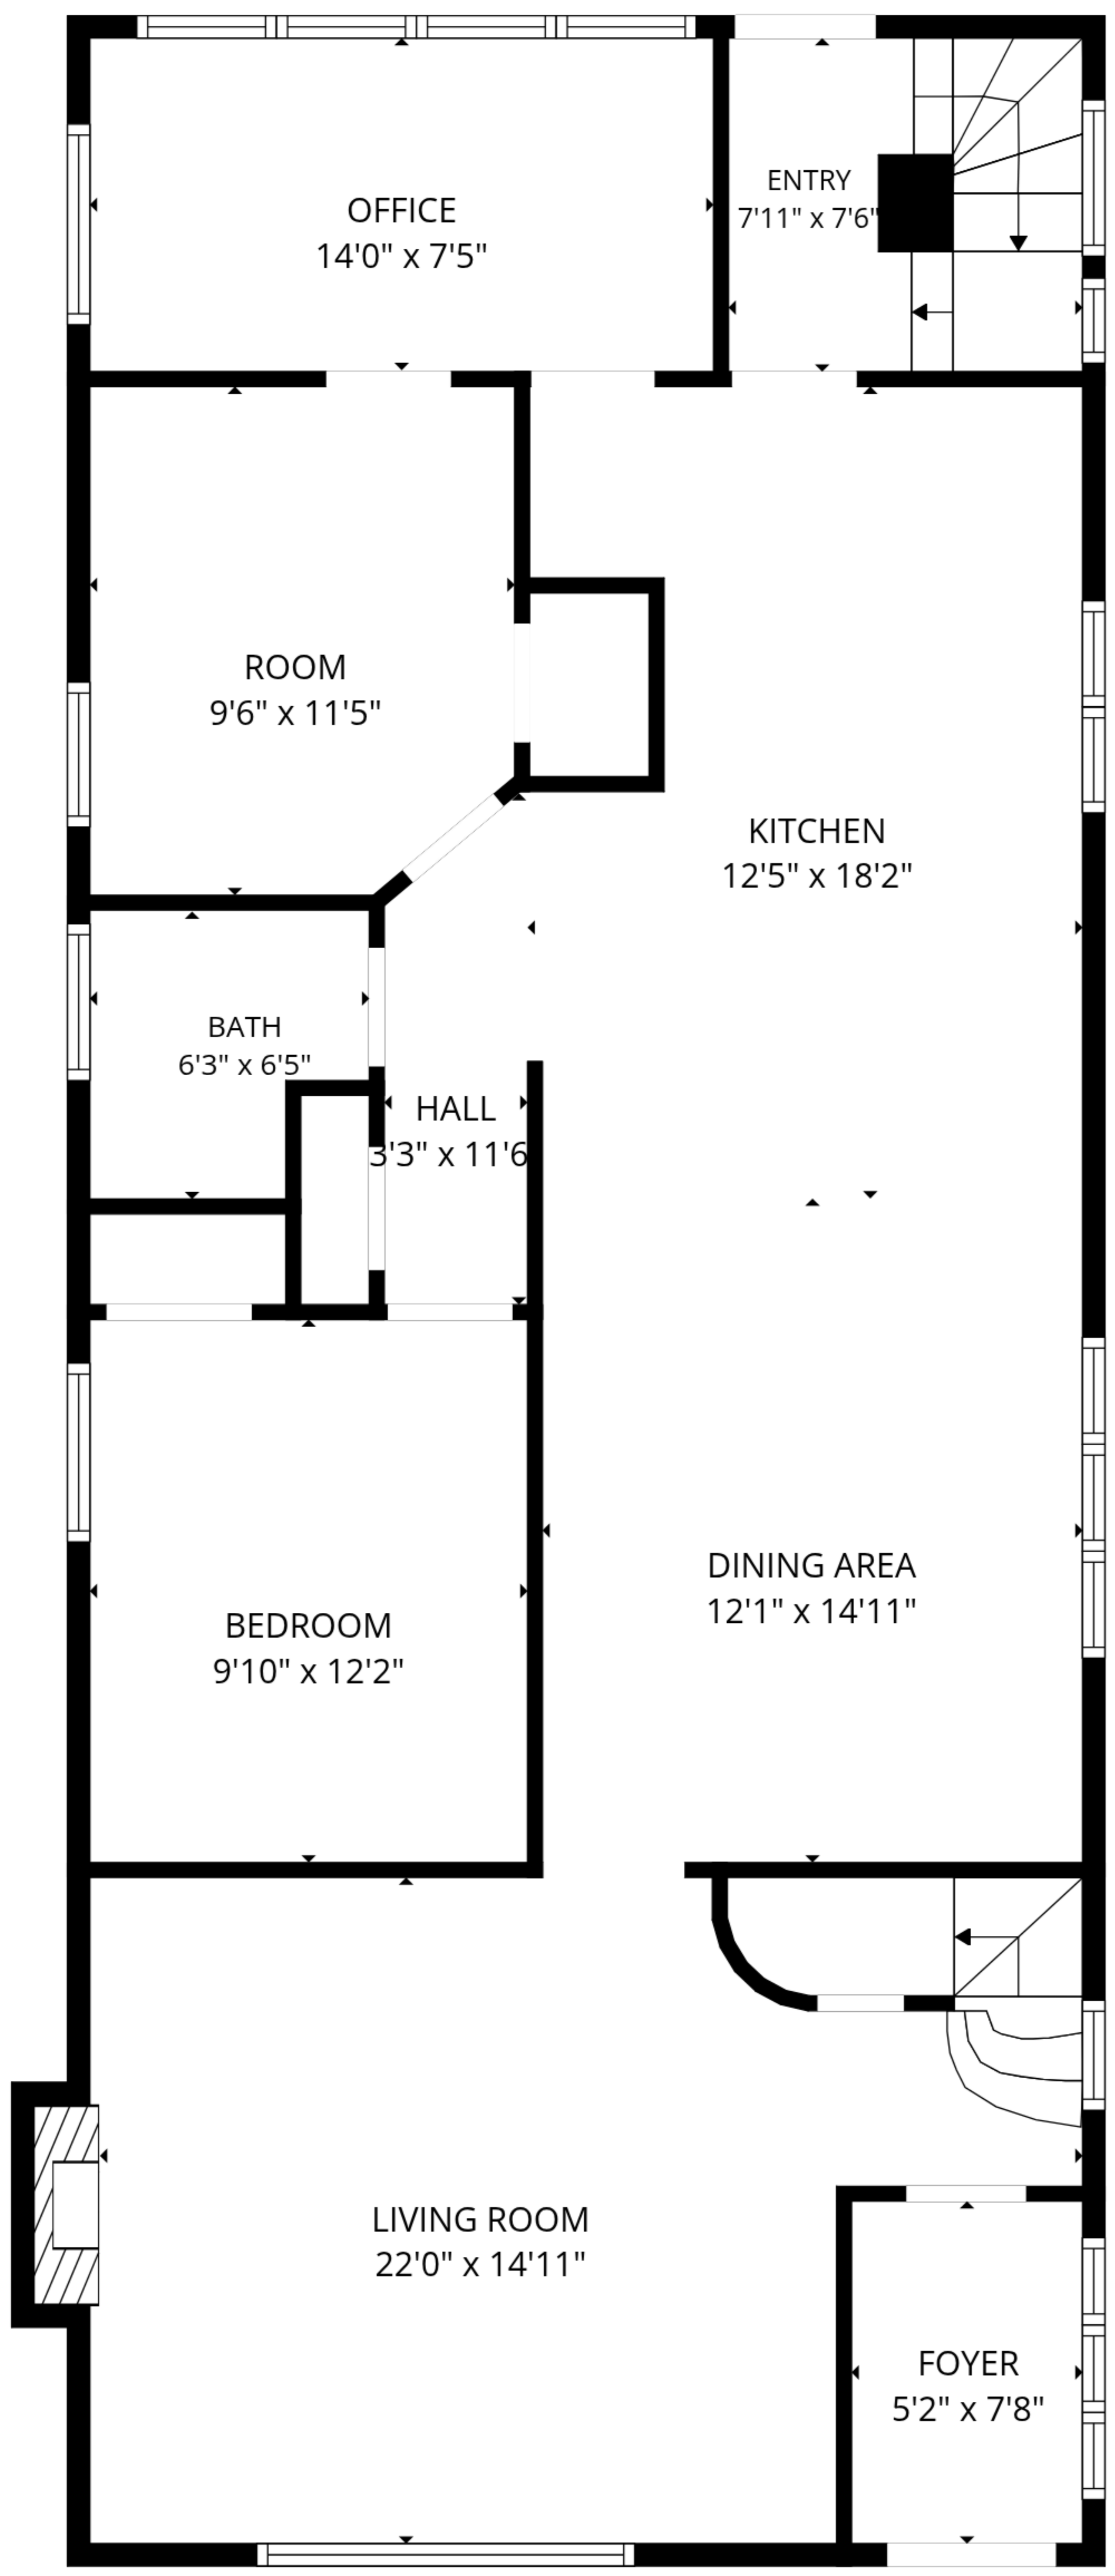 OFFICE
14'0" x 7'5"
ENTRY
7'11" x 7'6"
ROOM
9'6" x 11'5"
KITCHEN
12'5" x 18'2"
BATH
6'3" x 6'5"
HALL
3'3" x 11'6
DINING AREA
12'1" x 14'11"
BEDROOM
9'10" x 12'2"
LIVING ROOM
22'0" x 14'11"
FOYER
5'2" x 7'8"